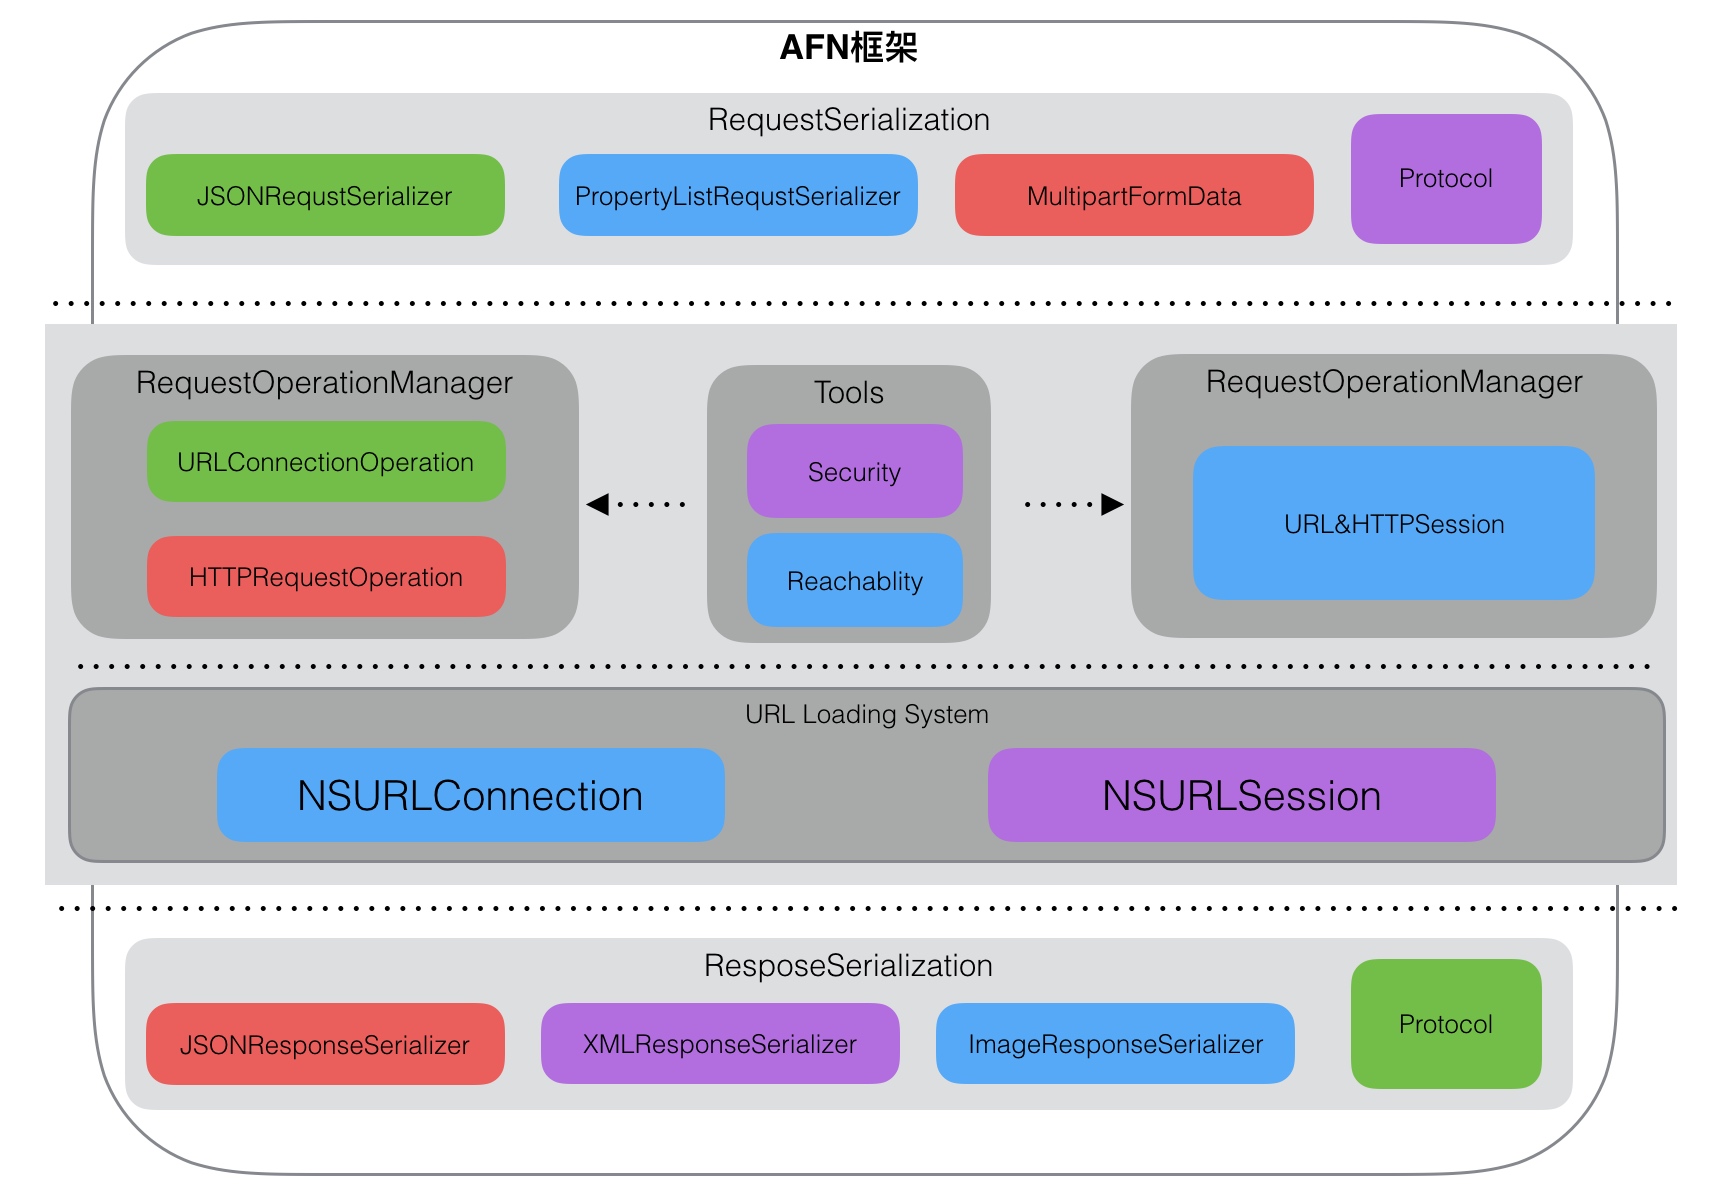 AFN框架
RequestSerialization
JSONRequstSerializer
PropertyListRequstSerializer
MultipartFormData
Protocol
RequestOperationManager
URLConnectionOperation
HTTPRequestOperation
Tools
Security
Reachablity
RequestOperationManager
URL&HTTPSession
URL Loading System
NSURLConnection
NSURLSession
ResposeSerialization
JSONResponseSerializer
XMLResponseSerializer
ImageResponseSerializer
Protocol